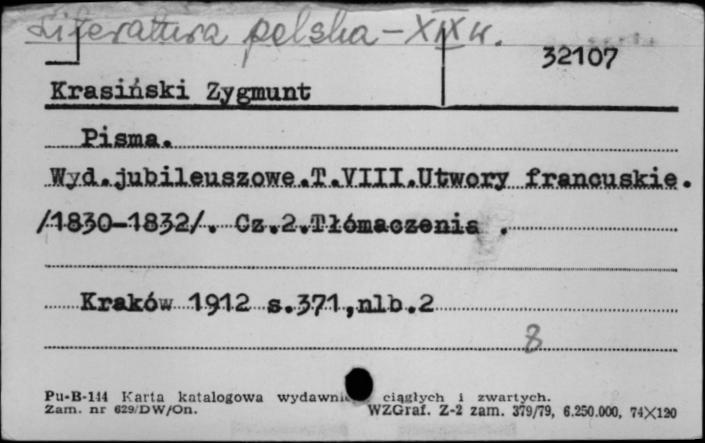 Literatura polska - XIX w.
32107
Krasiński Zygmunt
Pisma.
Wyd.jubileuszowe.T.VIII.Utwory francuskie.
/1830-1832/. Cz.2.Tłómaczenia .
Kraków 1912 s.371,nlb.2
8
Pu-B-144 Karta katalogowa wydawnic ciągłych i zwartych.
Zam. nr 629/DW/On. WZGraf. Z-2 zam. 379/79, 6.250.000, 74X120